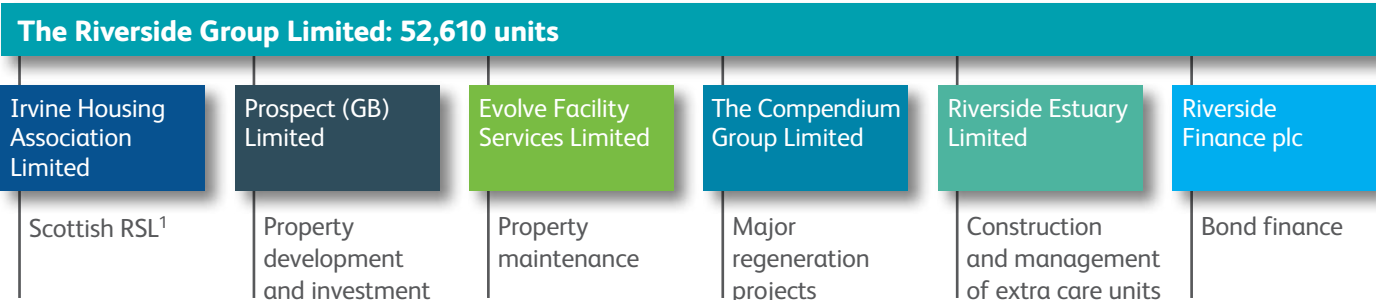 The Riverside Group Limited: 52,610 units
Irvine Housing
Association
Limited
Scottish RSL¹
Prospect (GB)
Limited
Property
development
and investment
Evolve Facility
Services Limited
Property
maintenance
The Compendium
Group Limited
Major
regeneration
projects
Riverside Estuary
Limited
Construction
and management
of extra care units
Riverside
Finance plc
Bond finance